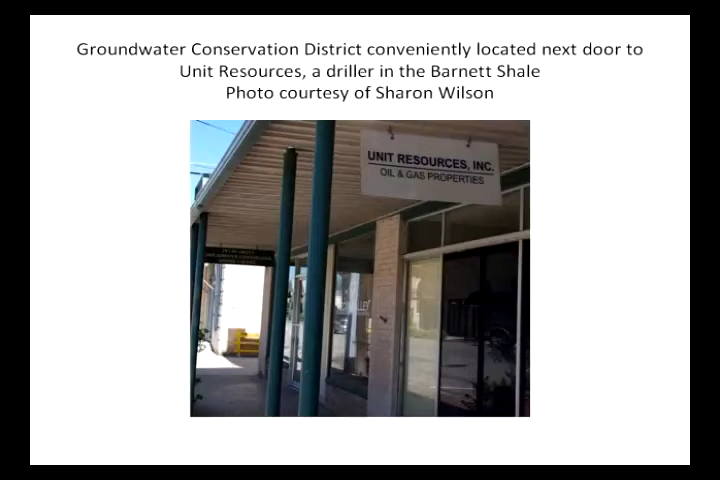 Groundwater Conservation District conveniently located next door to
Unit Resources, a driller in the Barnett Shale
Photo courtesy of Sharon Wilson
UNIT RESOURCES, INC.
OIL & GAS PROPERTIES